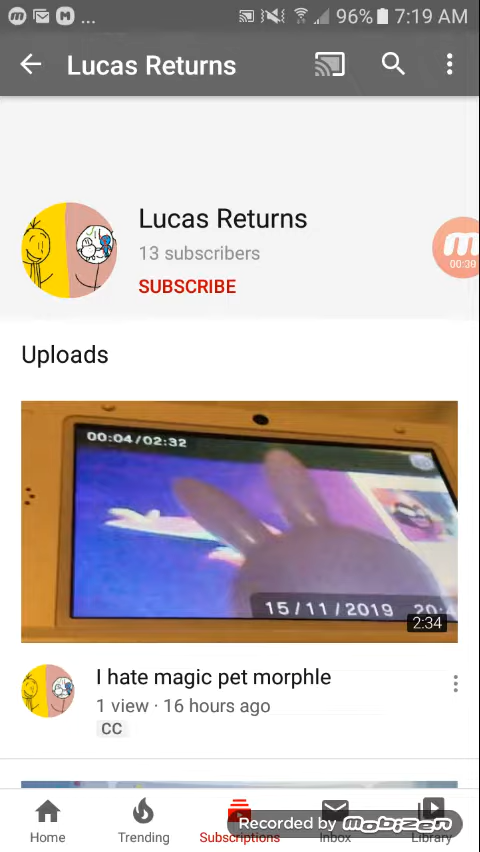 ... 96% 7:19 AM
Lucas Returns
Lucas Returns
13 subscribers
SUBSCRIBE
00:39
Uploads
00:04/02:32
15/11/2019 20:4
2:34
I hate magic pet morphle
1 view · 16 hours ago
CC
Home Trending Subscriptions Inbox Library
Recorded by mobizen